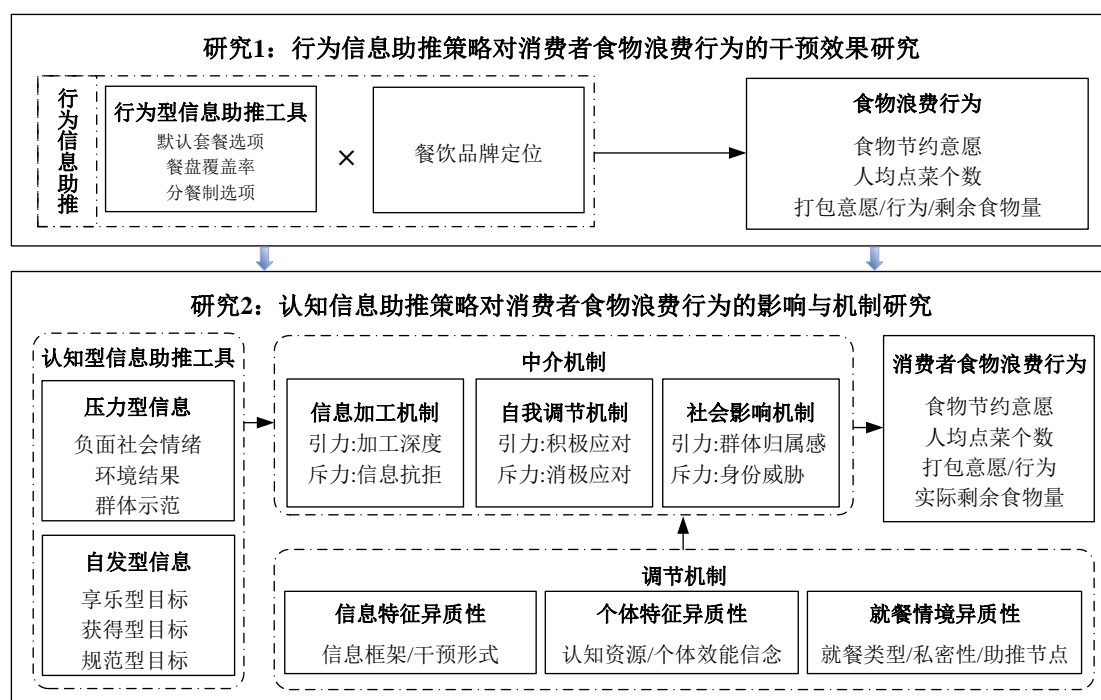 研究1：行为信息助推策略对消费者食物浪费行为的干预效果研究
行为信息助推
行为型信息助推工具
默认套餐选项
餐盘覆盖率
分餐制选项
×
餐饮品牌定位
食物浪费行为
食物节约意愿
人均点菜个数
打包意愿/行为/剩余食物量
研究2：认知信息助推策略对消费者食物浪费行为的影响与机制研究
认知型信息助推工具
压力型信息
负面社会情绪
环境结果
群体示范
自发型信息
享乐型目标
获得型目标
规范型目标
中介机制
信息加工机制
引力:加工深度
斥力:信息抗拒
自我调节机制
引力:积极应对
斥力:消极应对
社会影响机制
引力:群体归属感
斥力:身份威胁
消费者食物浪费行为
食物节约意愿
人均点菜个数
打包意愿/行为
实际剩余食物量
调节机制
信息特征异质性
信息框架/干预形式
个体特征异质性
认知资源/个体效能信念
就餐情境异质性
就餐类型/私密性/助推节点